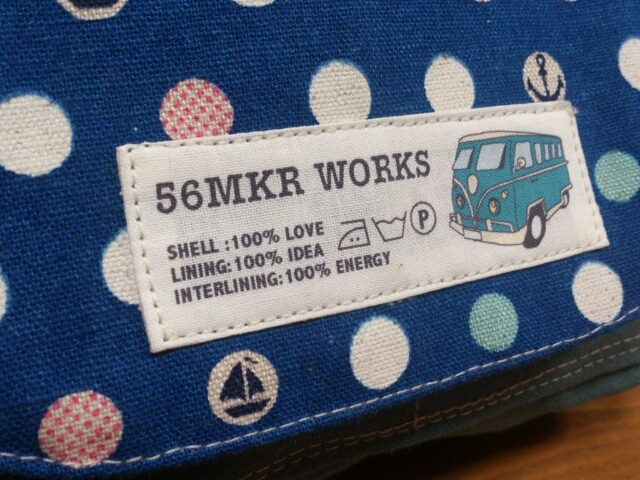 56MKR WORKS
SHELL :100% LOVE
LINING:100% IDEA
INTERLINING:100% ENERGY
P